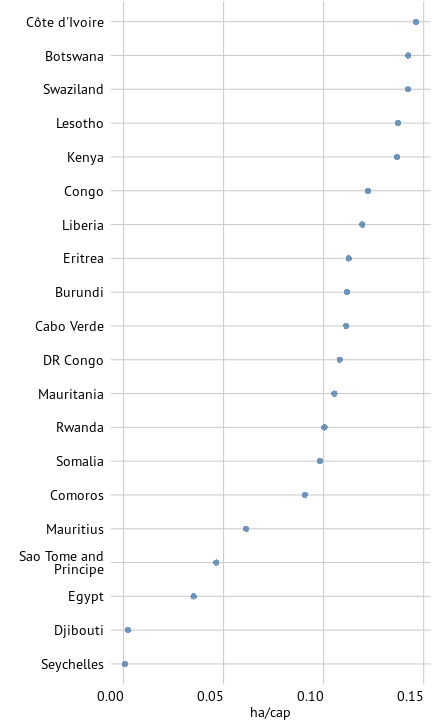 Côte d'Ivoire
Botswana
Swaziland
Lesotho
Kenya
Congo
Liberia
Eritrea
Burundi
Cabo Verde
DR Congo
Mauritania
Rwanda
Somalia
Comoros
Mauritius
Sao Tome and
Principe
Egypt
Djibouti
Seychelles
0.00 0.05 0.10 0.15
ha/cap